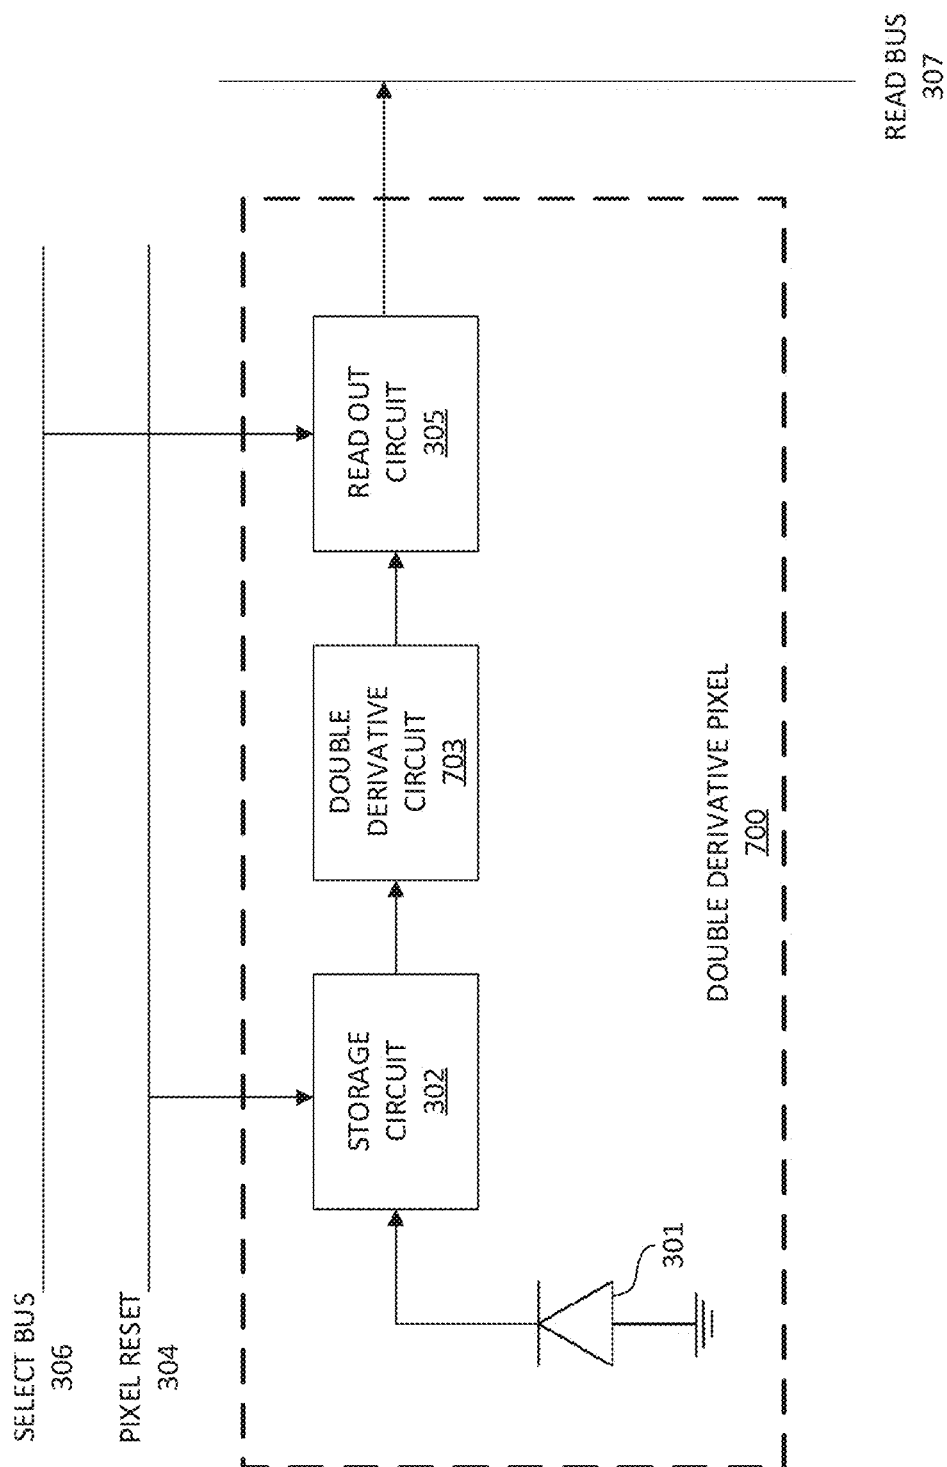 SELECT BUS
306
PIXEL RESET
304
STORAGE
CIRCUIT
302
DOUBLE
DERIVATIVE
CIRCUIT
703
READ OUT
CIRCUIT
305
301
DOUBLE DERIVATIVE PIXEL
700
READ BUS
307